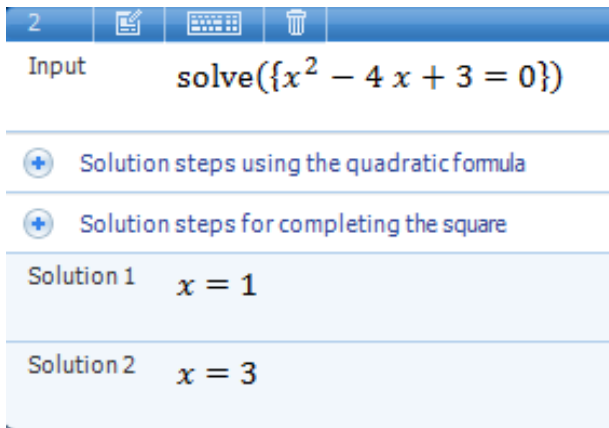 2
Input solve({x² − 4 x + 3 = 0})
Solution steps using the quadratic formula
Solution steps for completing the square
Solution 1 x = 1
Solution 2 x = 3